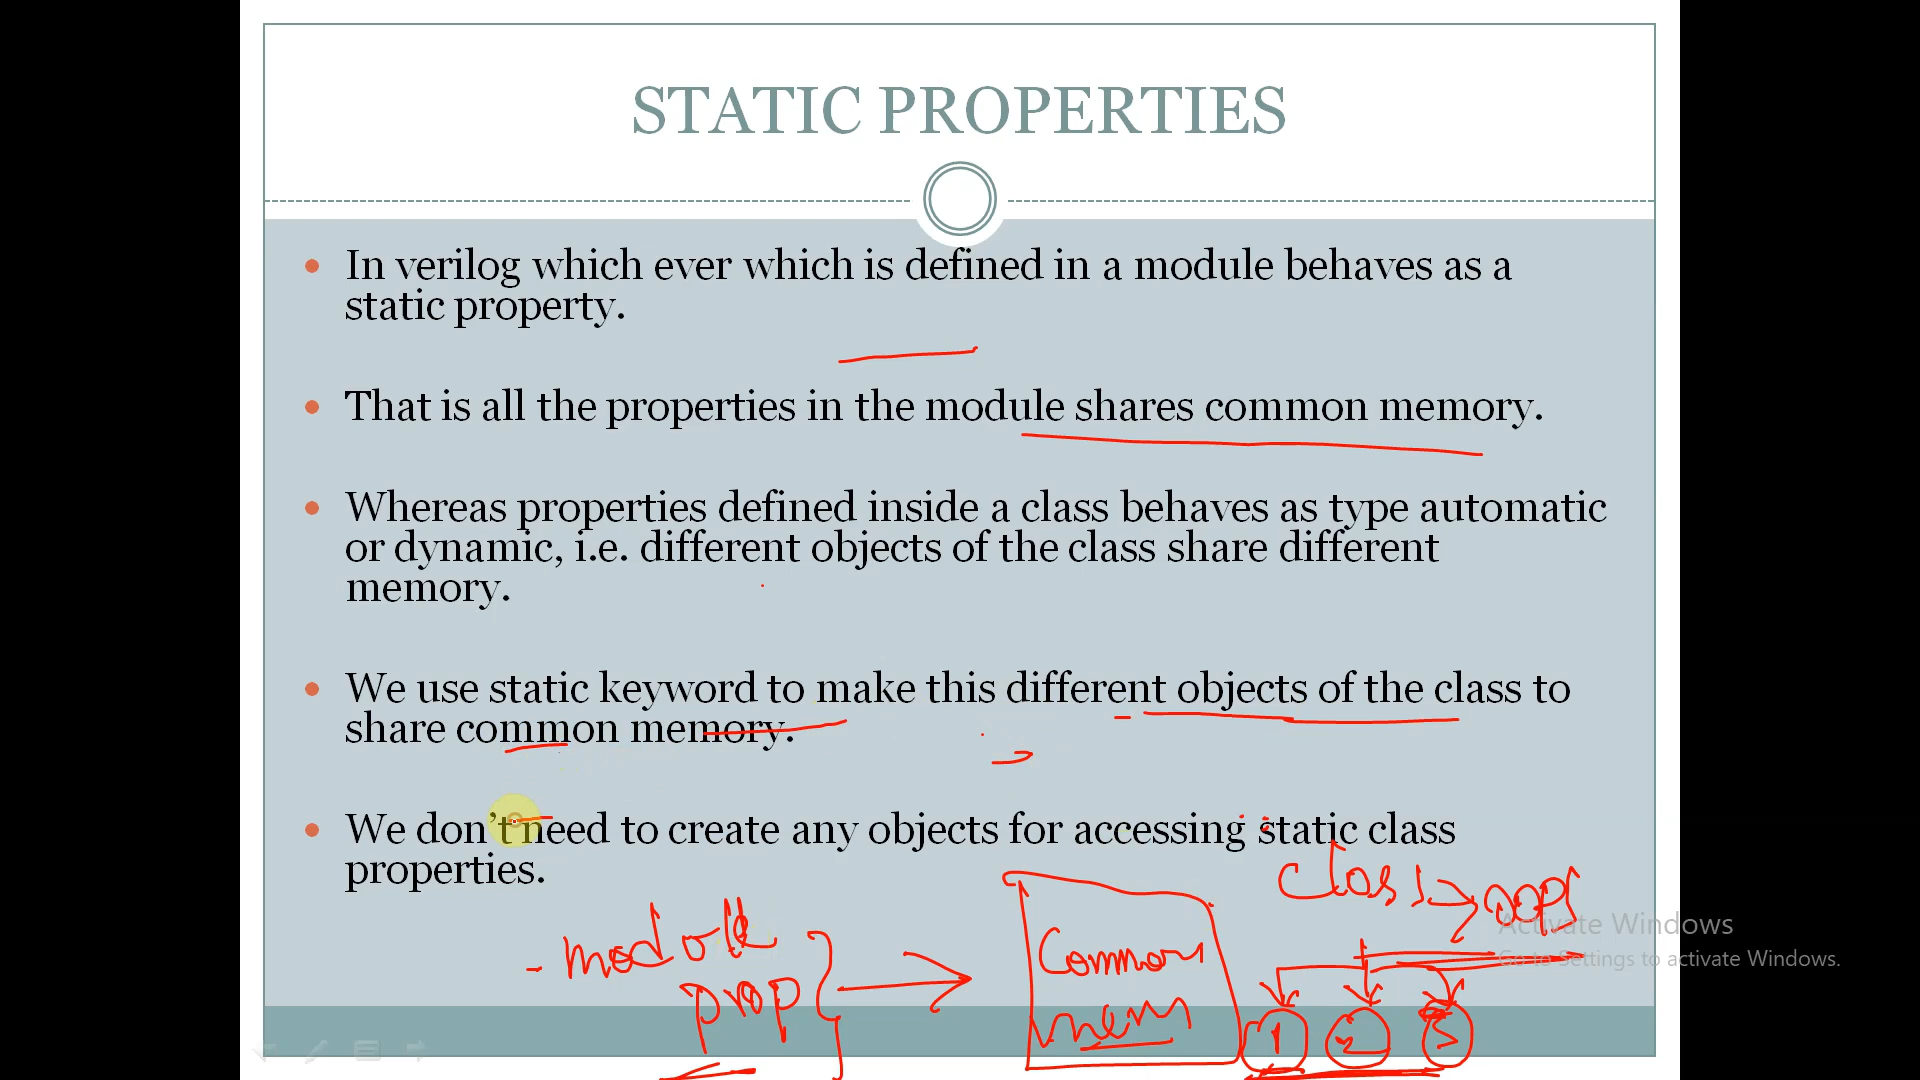 STATIC PROPERTIES
In verilog which ever which is defined in a module behaves as a
static property.
That is all the properties in the module shares common memory.
Whereas properties defined inside a class behaves as type automatic
or dynamic, i.e. different objects of the class share different
memory.
We use static keyword to make this different objects of the class to
share common memory.
We don't need to create any objects for accessing static class
properties.
class
module
prop
Common
mem
1 2 3
Activate Windows
Go to Settings to activate Windows.